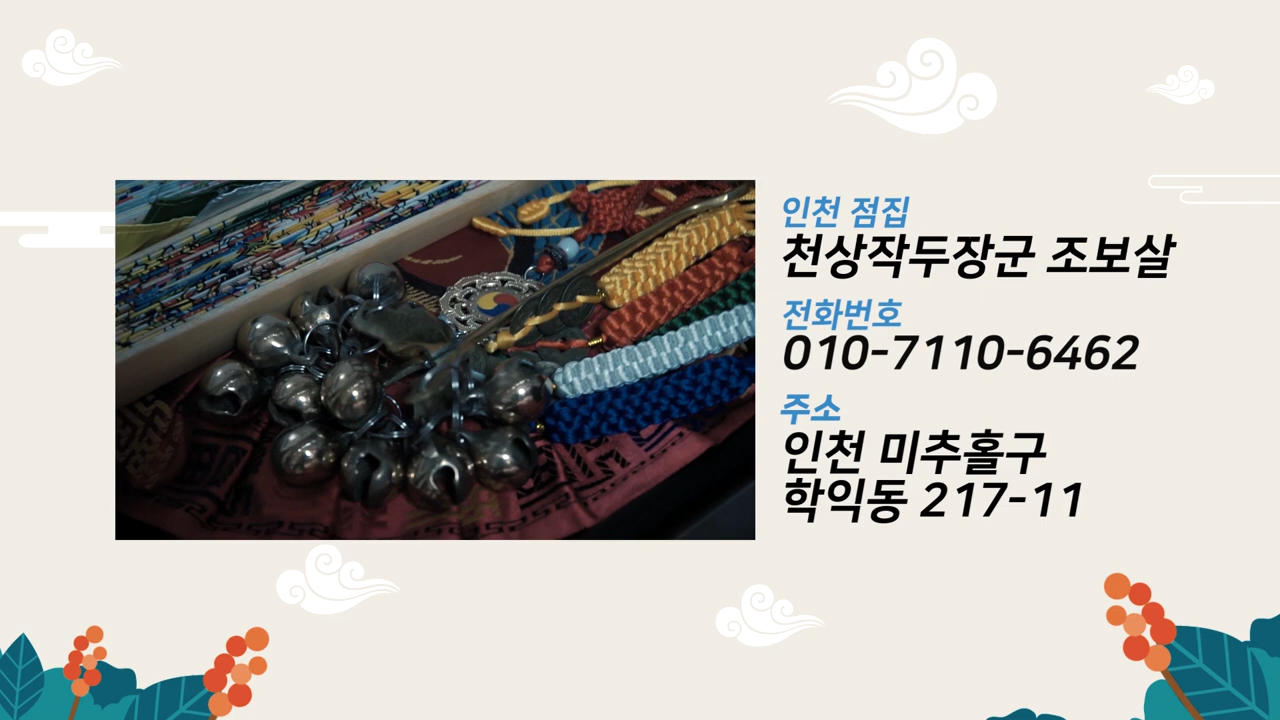 인천 점집
천상작두장군 조보살
전화번호
010-7110-6462
주소
인천 미추홀구
학익동 217-11